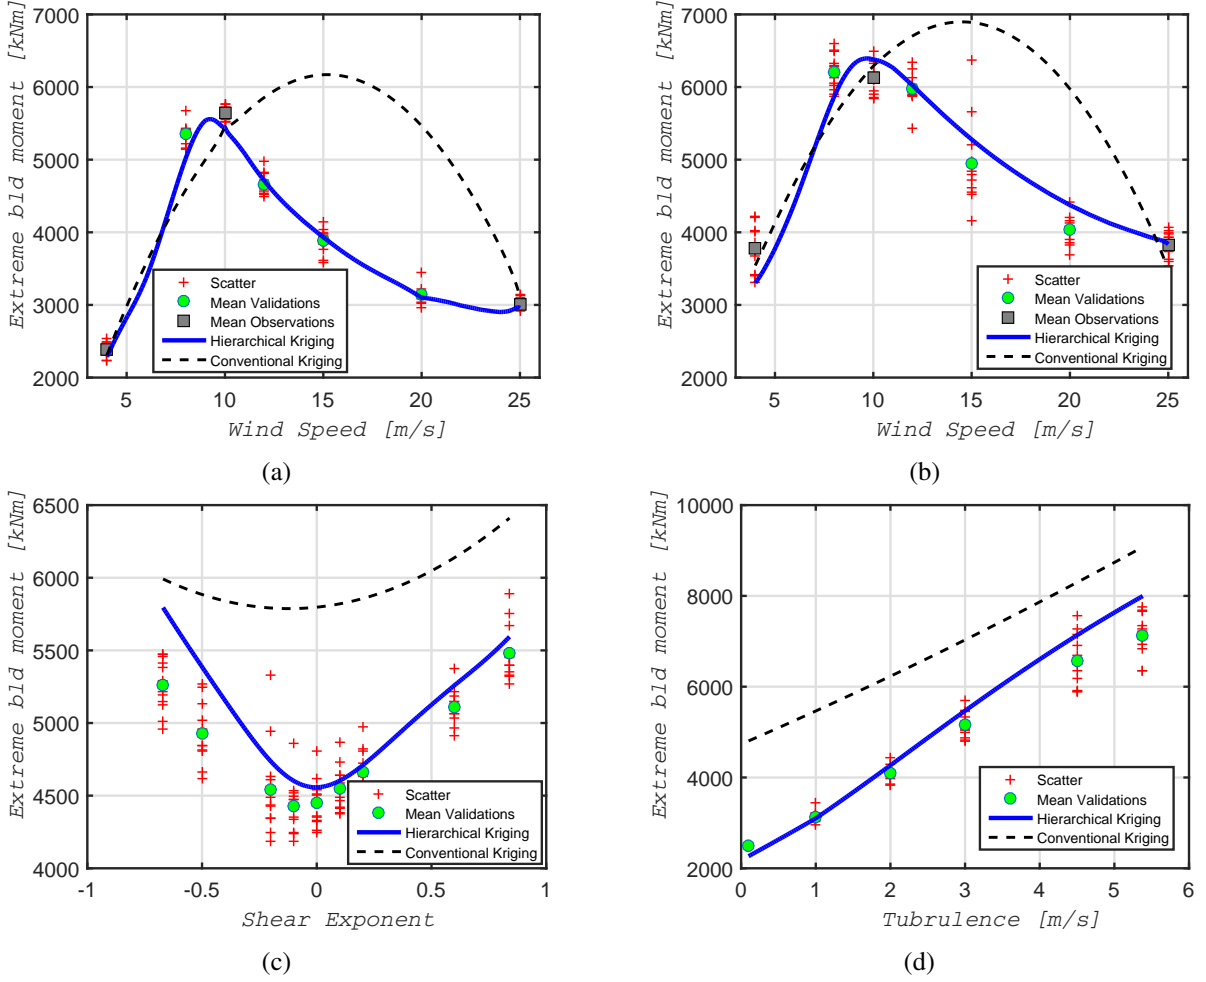 7000
6000
5000
4000
3000
2000
Extreme bld moment [kNm]
Scatter
Mean Validations
Mean Observations
Hierarchical Kriging
Conventional Kriging
5 10 15 20 25
Wind Speed [m/s]
(a)
7000
6000
5000
4000
3000
2000
Extreme bld moment [kNm]
Scatter
Mean Validations
Mean Observations
Hierarchical Kriging
Conventional Kriging
5 10 15 20 25
Wind Speed [m/s]
(b)
6500
6000
5500
5000
4500
4000
Extreme bld moment [kNm]
Scatter
Mean Validations
Hierarchical Kriging
Conventional Kriging
-1 -0.5 0 0.5 1
Shear Exponent
(c)
10000
8000
6000
4000
2000
Extreme bld moment [kNm]
Scatter
Mean Validations
Hierarchical Kriging
Conventional Kriging
0 1 2 3 4 5 6
Tubrulence [m/s]
(d)